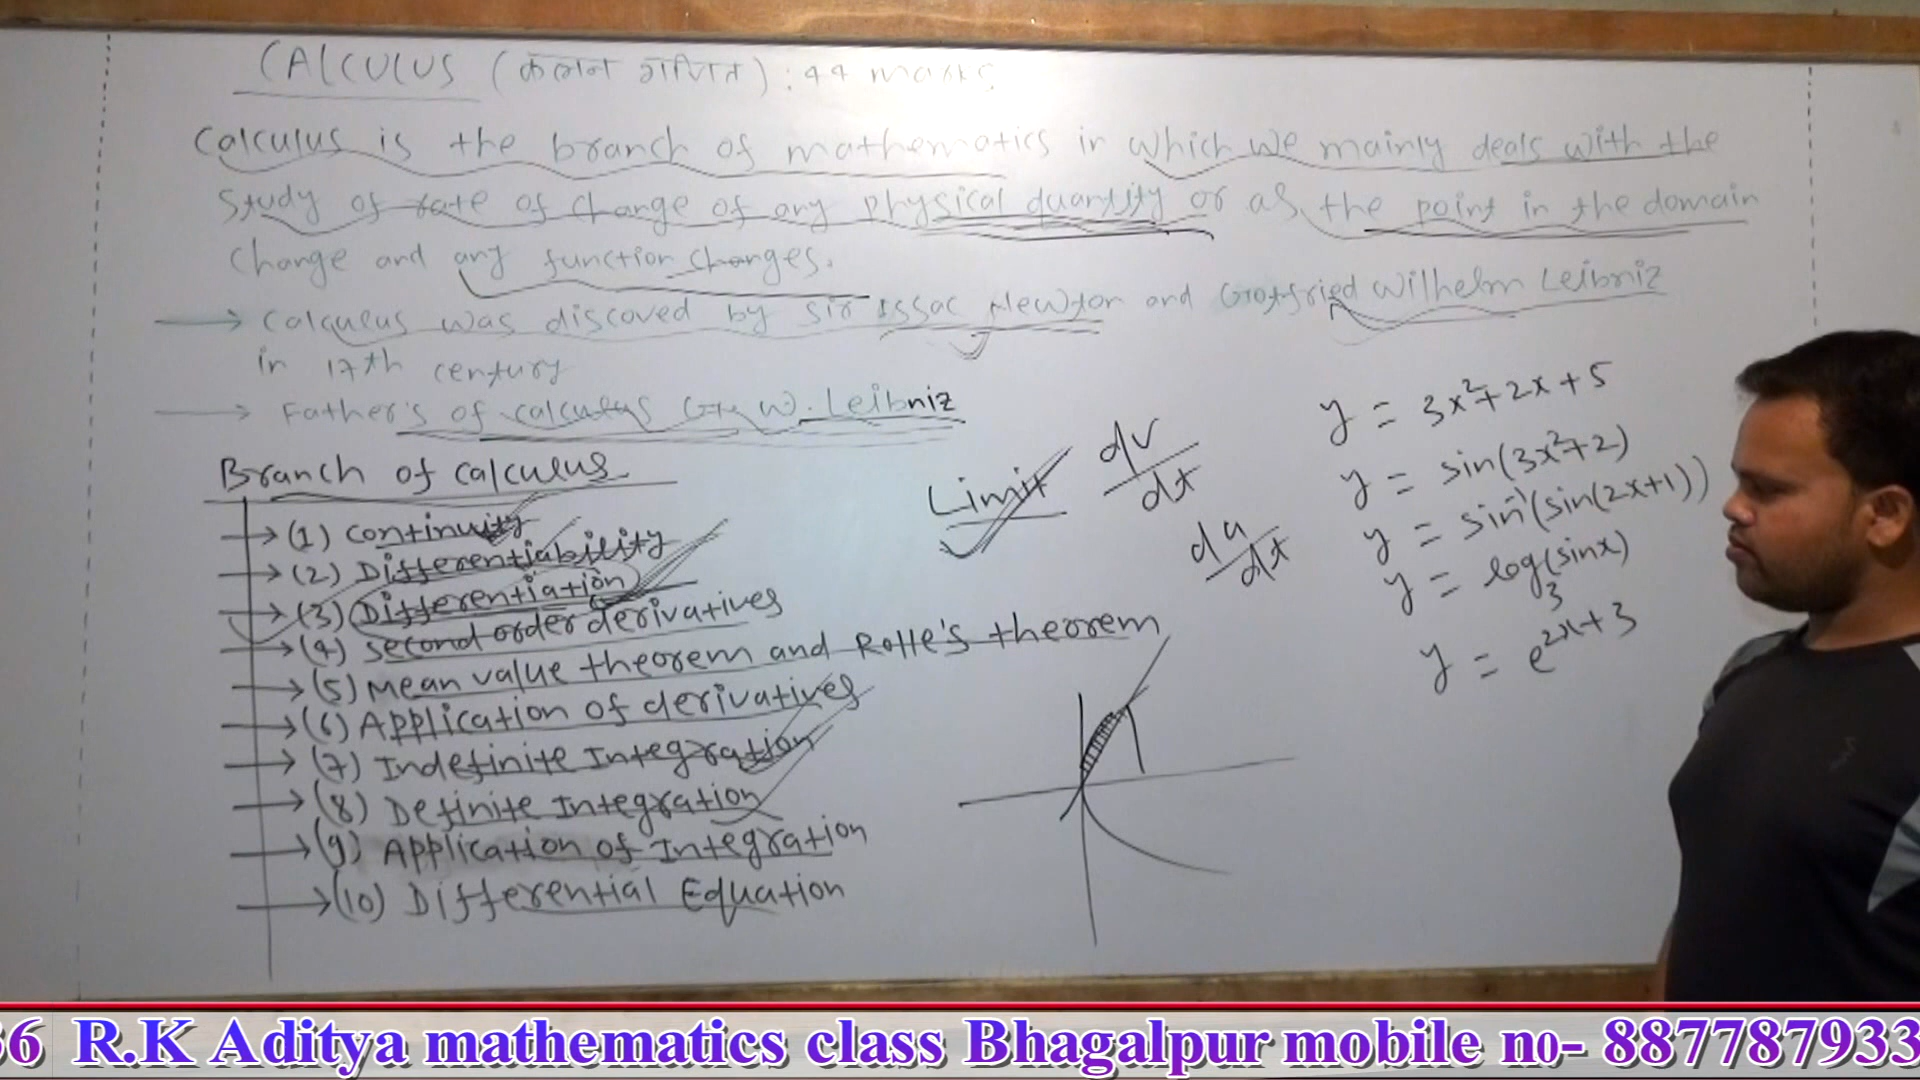 CALCULUS (कलन गणित) : 44 marks
Calculus is the branch of mathematics in which we mainly deals with the
study of rate of change of any physical quantity or as the point in the domain
change and any function changes.
→ Calculus was discoved by sir Issac Newton and Gottfried Wilhelm Leibniz
in 17th century
→ Father's of calculus G. W. Leibniz
Branch of calculus
→ (1) Continuity
→ (2) Differentiability
→ (3) Differentiation
→ (4) second order derivatives
→ (5) Mean value theorem and Rolle's theorem
→ (6) Application of derivatives
→ (7) Indefinite Integration
→ (8) Definite Integration
→ (9) Application of Integration
→ (10) Differential Equation
Limit
dv/dt
da/dt
y = 3x²+2x+5
y = sin(3x²+2)
y = sin⁻¹(sin(2x+1))
y = log₃(sinx)
y = e^(2x+3)
36 R.K Aditya mathematics class Bhagalpur mobile no- 887787933